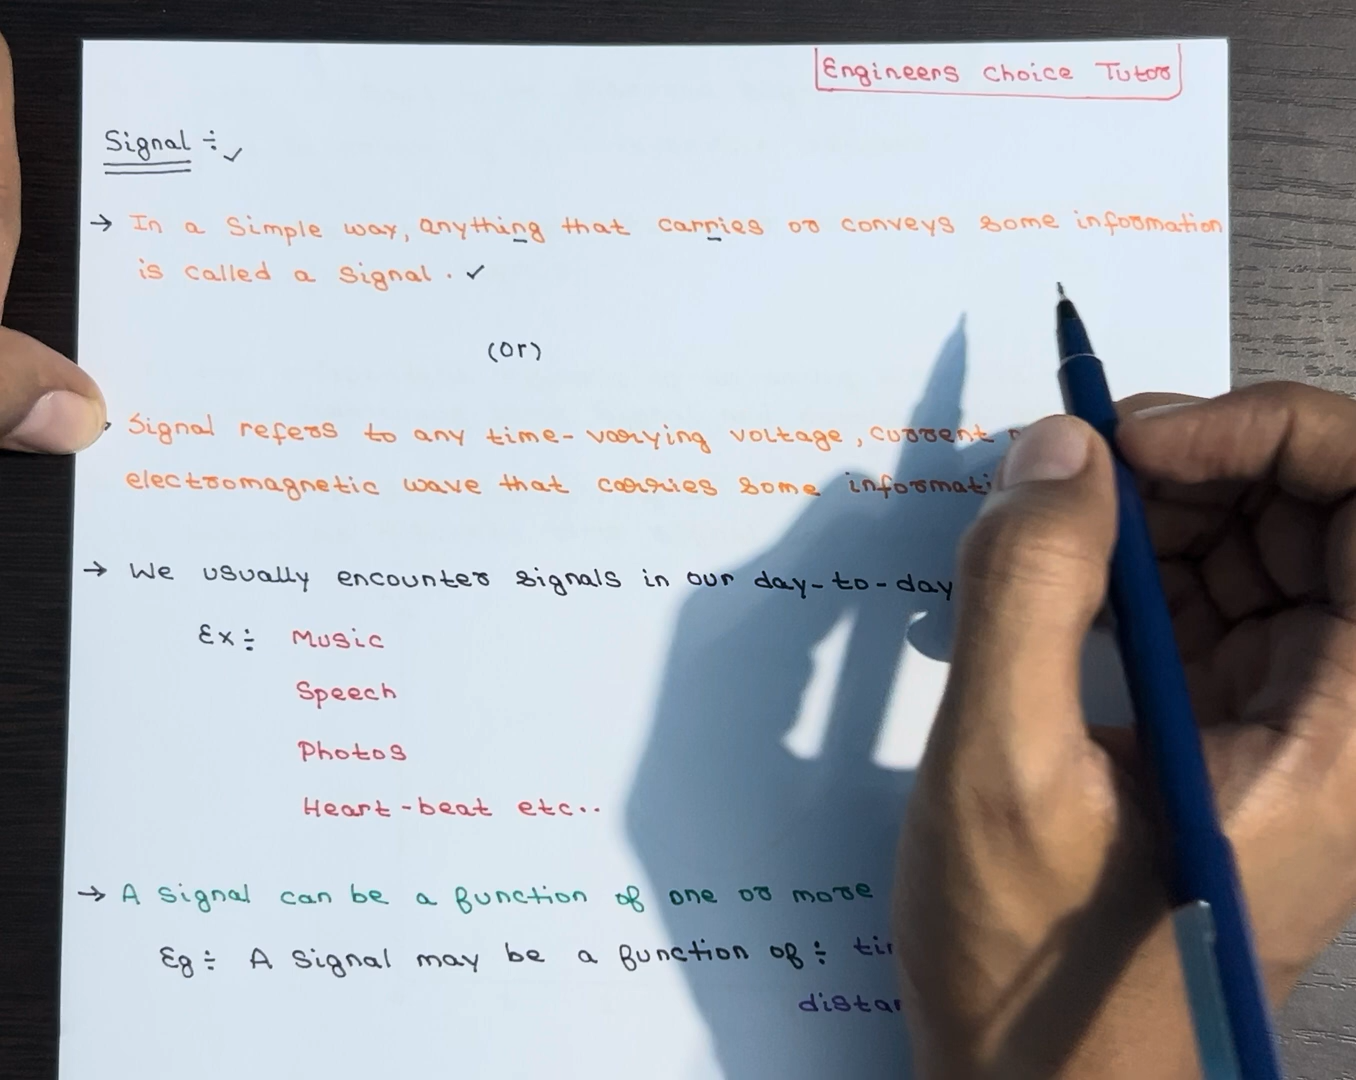 Engineers Choice Tutor
Signal ÷ ✓
→ In a Simple way, anything that carries or conveys some information
is called a signal. ✓
(Or)
Signal refers to any time-varying voltage, current
electromagnetic wave that carries some
→ We usually encounter signals in our day-to-day
Ex÷ Music
Speech
Photos
Heart-beat etc..
→ A signal can be a function of one or more
Eg÷ A Signal may be a function of÷